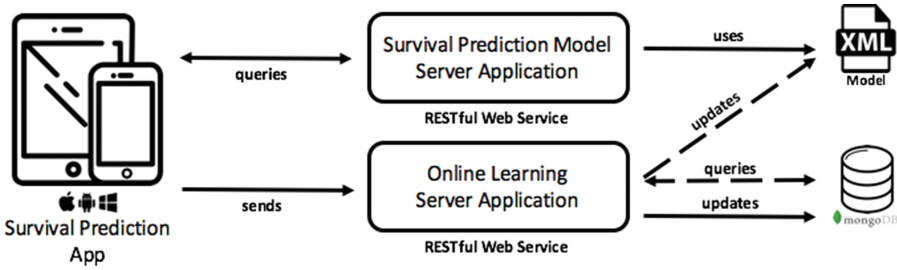 Survival Prediction Model
Server Application
RESTful Web Service
queries
uses
XML
Model
updates
Online Learning
Server Application
RESTful Web Service
sends
queries
updates
mongoDB
Survival Prediction
App